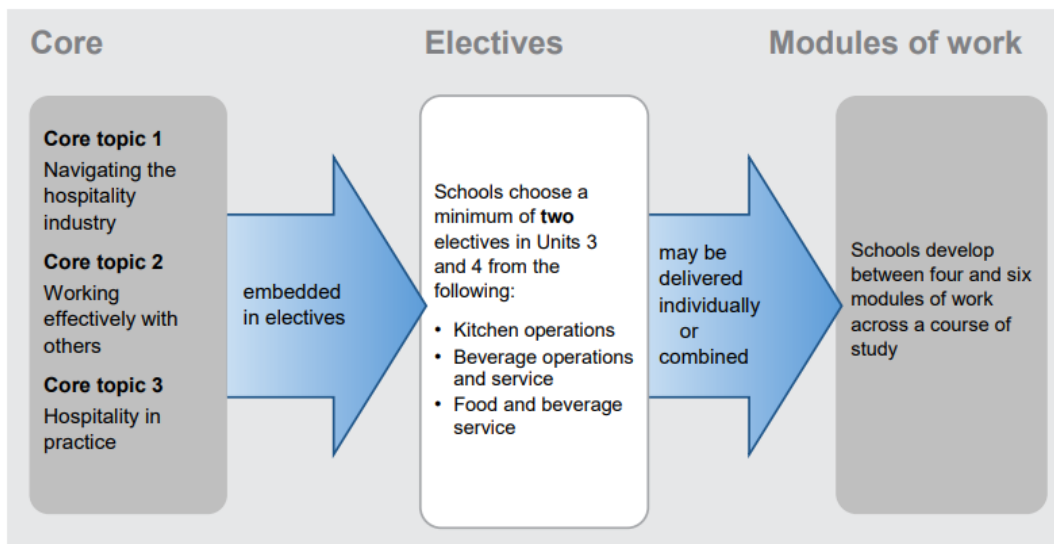 Core
Electives
Modules of work
Core topic 1
Navigating the
hospitality
industry
Core topic 2
Working
effectively with
others
Core topic 3
Hospitality in
practice
embedded
in electives
Schools choose a
minimum of two
electives in Units 3
and 4 from the
following:
• Kitchen operations
• Beverage operations
and service
• Food and beverage
service
may be
delivered
individually
or
combined
Schools develop
between four and six
modules of work
across a course of
study